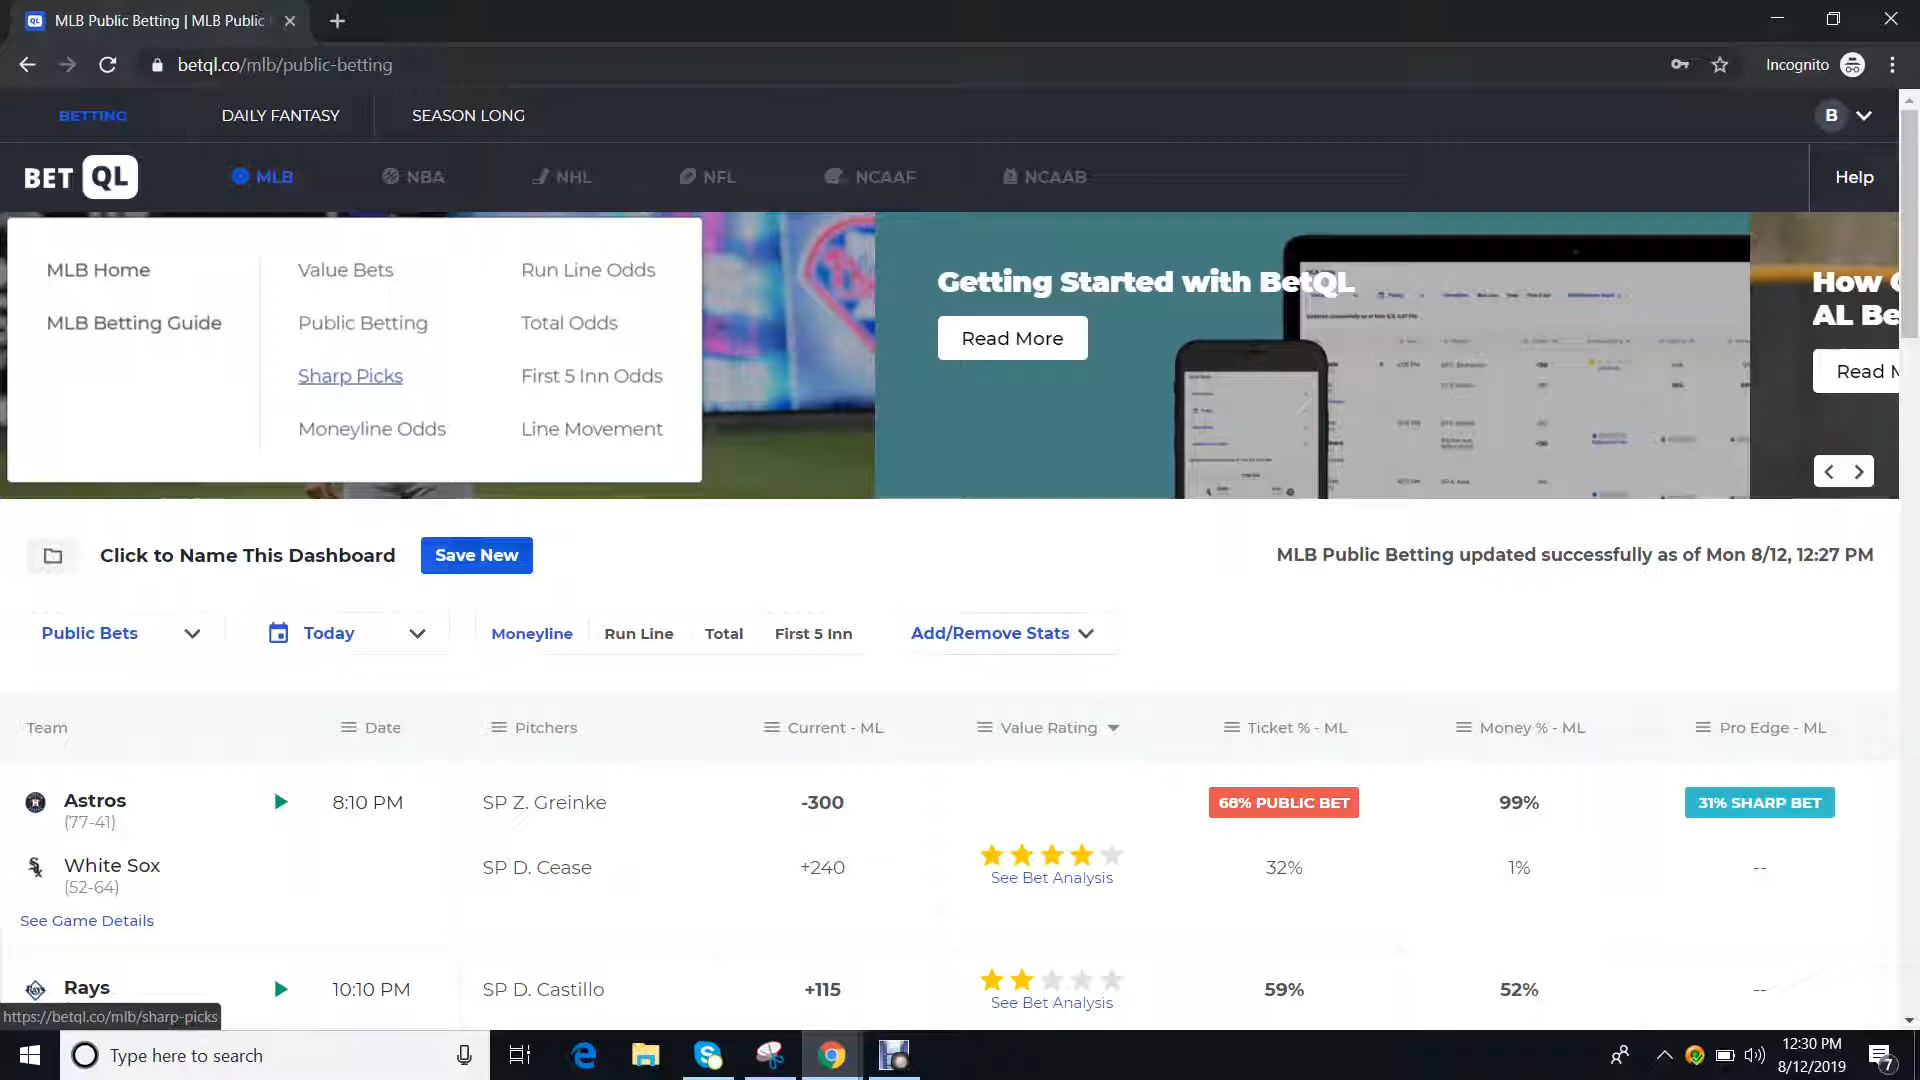 MLB Public Betting | MLB Public
betql.co/mlb/public-betting
Incognito
BETTING
DAILY FANTASY
SEASON LONG
B
BET QL
MLB
NBA
NHL
NFL
NCAAF
NCAAB
Help
MLB Home
Value Bets
Run Line Odds
MLB Betting Guide
Public Betting
Total Odds
Sharp Picks
First 5 Inn Odds
Moneyline Odds
Line Movement
Getting Started with BetQL
Read More
How
AL Be
Read
Click to Name This Dashboard
Save New
MLB Public Betting updated successfully as of Mon 8/12, 12:27 PM
Public Bets
Today
Moneyline
Run Line
Total
First 5 Inn
Add/Remove Stats
Team
Date
Pitchers
Current - ML
Value Rating
Ticket % - ML
Money % - ML
Pro Edge - ML
Astros
(77-41)
8:10 PM
SP Z. Greinke
-300
68% PUBLIC BET
99%
31% SHARP BET
White Sox
(52-64)
SP D. Cease
+240
See Bet Analysis
32%
1%
--
See Game Details
Rays
10:10 PM
SP D. Castillo
+115
See Bet Analysis
59%
52%
--
https://betql.co/mlb/sharp-picks
Type here to search
12:30 PM
8/12/2019
7